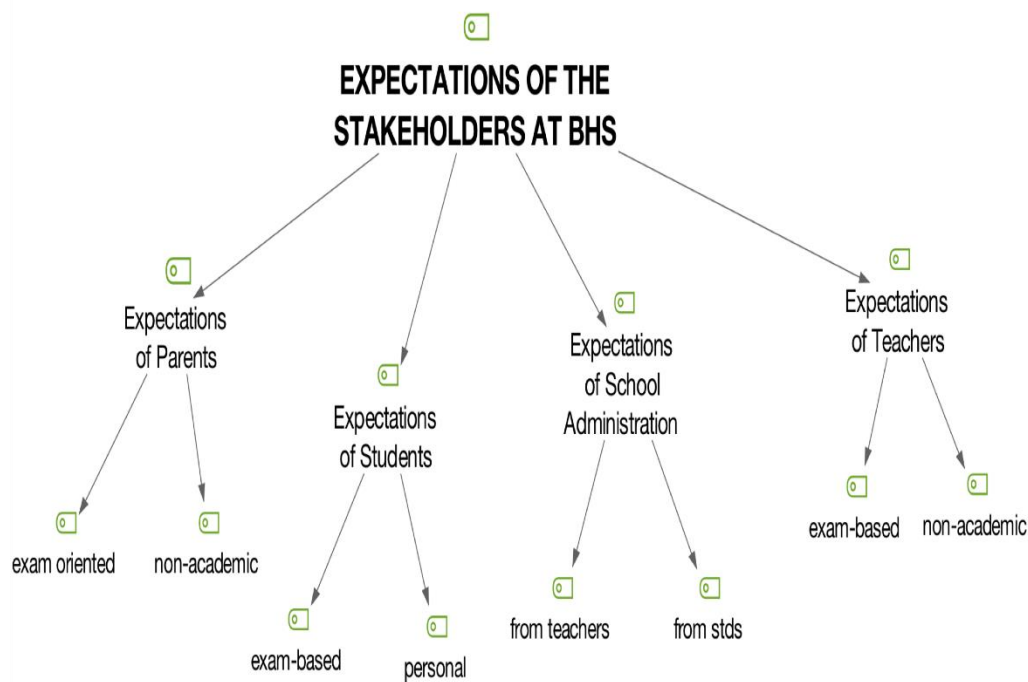 EXPECTATIONS OF THE
STAKEHOLDERS AT BHS
Expectations
of Parents
exam oriented
non-academic
Expectations
of Students
exam-based
personal
Expectations
of School
Administration
from teachers
from stds
Expectations
of Teachers
exam-based
non-academic